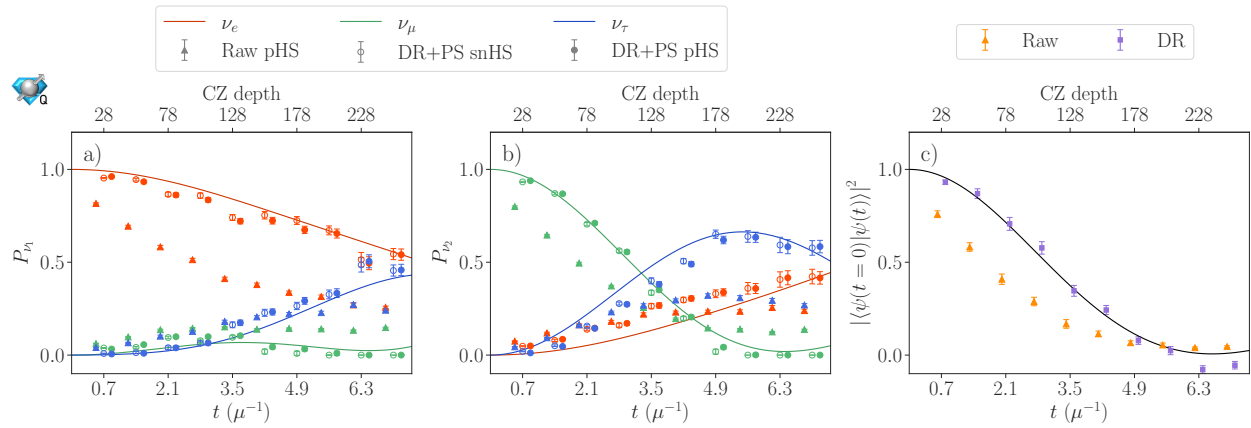 ν_e ν_μ ν_τ
Raw pHS DR+PS snHS DR+PS pHS
Raw DR
Q
CZ depth CZ depth CZ depth
28 78 128 178 228 28 78 128 178 228 28 78 128 178 228
a) b) c)
1.0 1.0 1.0
0.5 0.5 0.5
0.0 0.0 0.0
P_{ν_1} P_{ν_2} |⟨ψ(t = 0)|ψ(t)⟩|²
0.7 2.1 3.5 4.9 6.3 0.7 2.1 3.5 4.9 6.3 0.7 2.1 3.5 4.9 6.3
t (μ⁻¹) t (μ⁻¹) t (μ⁻¹)